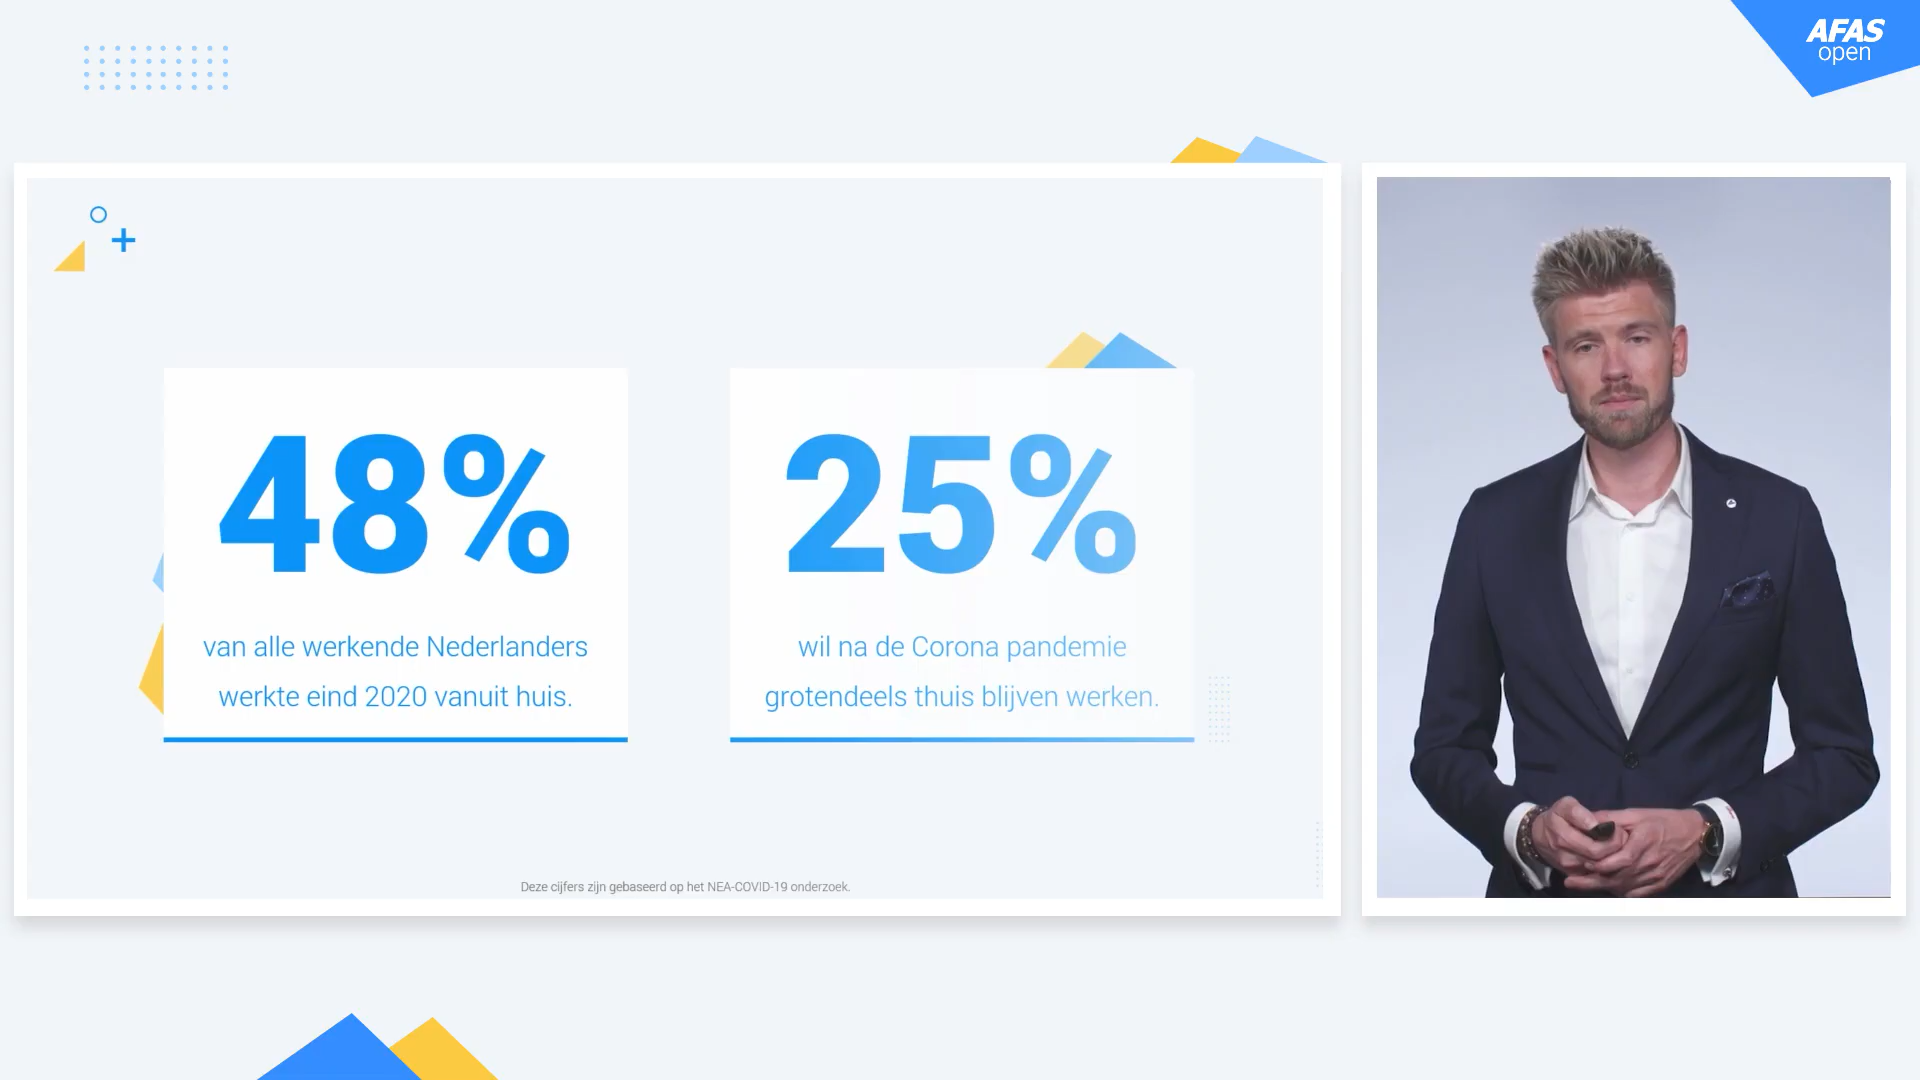 AFAS
open
48%
van alle werkende Nederlanders
werkte eind 2020 vanuit huis.
25%
wil na de Corona pandemie
grotendeels thuis blijven werken.
Deze cijfers zijn gebaseerd op het NEA-COVID-19 onderzoek.